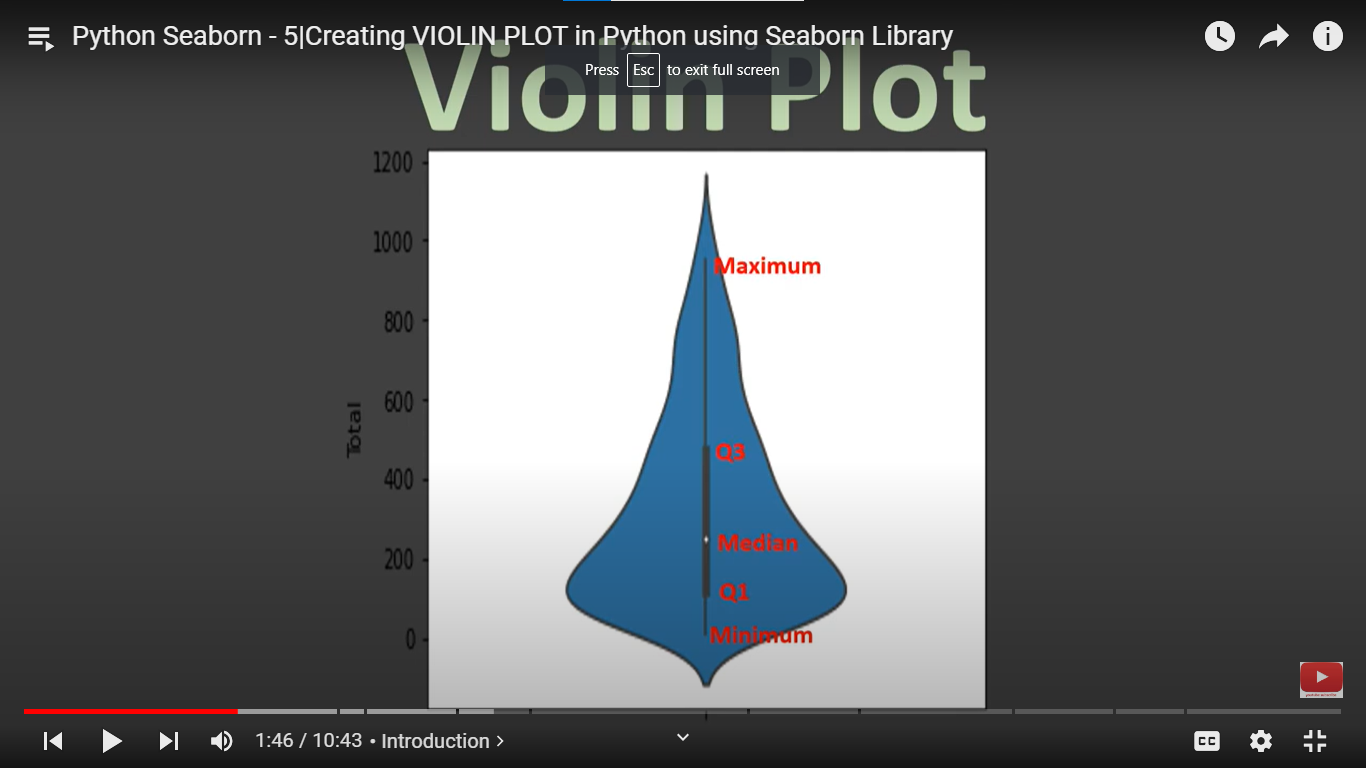 Python Seaborn - 5|Creating VIOLIN PLOT in Python using Seaborn Library
Press Esc to exit full screen
Violin Plot
1200
1000
Maximum
800
600
Total
Q3
400
Median
200
Q1
Minimum
0
1:46 / 10:43 • Introduction
CC